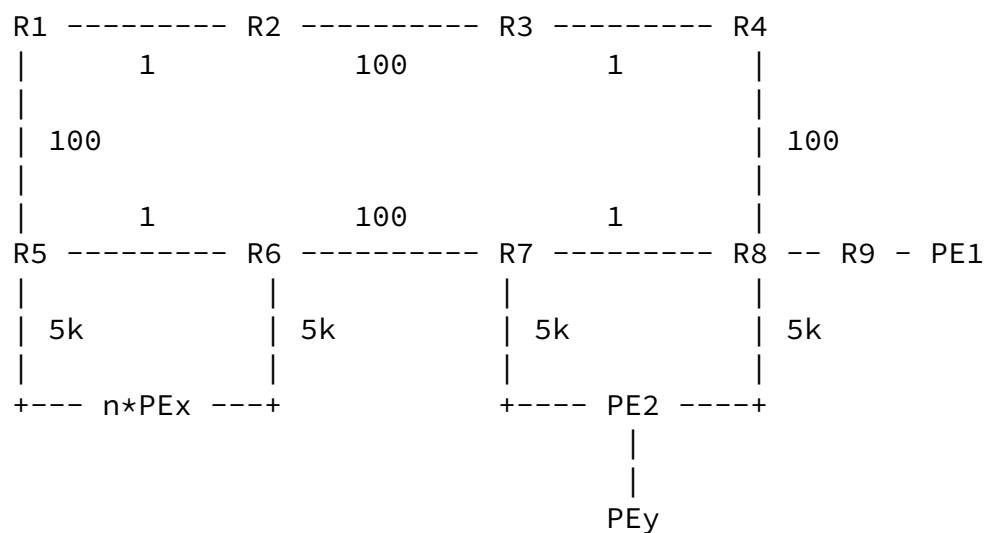 R1 --------- R2 ---------- R3 --------- R4
1 100 1
100 100
1 100 1
R5 --------- R6 ---------- R7 --------- R8 -- R9 - PE1
5k 5k 5k 5k
+--- n*PEx ---+ +---- PE2 ----+
PEy